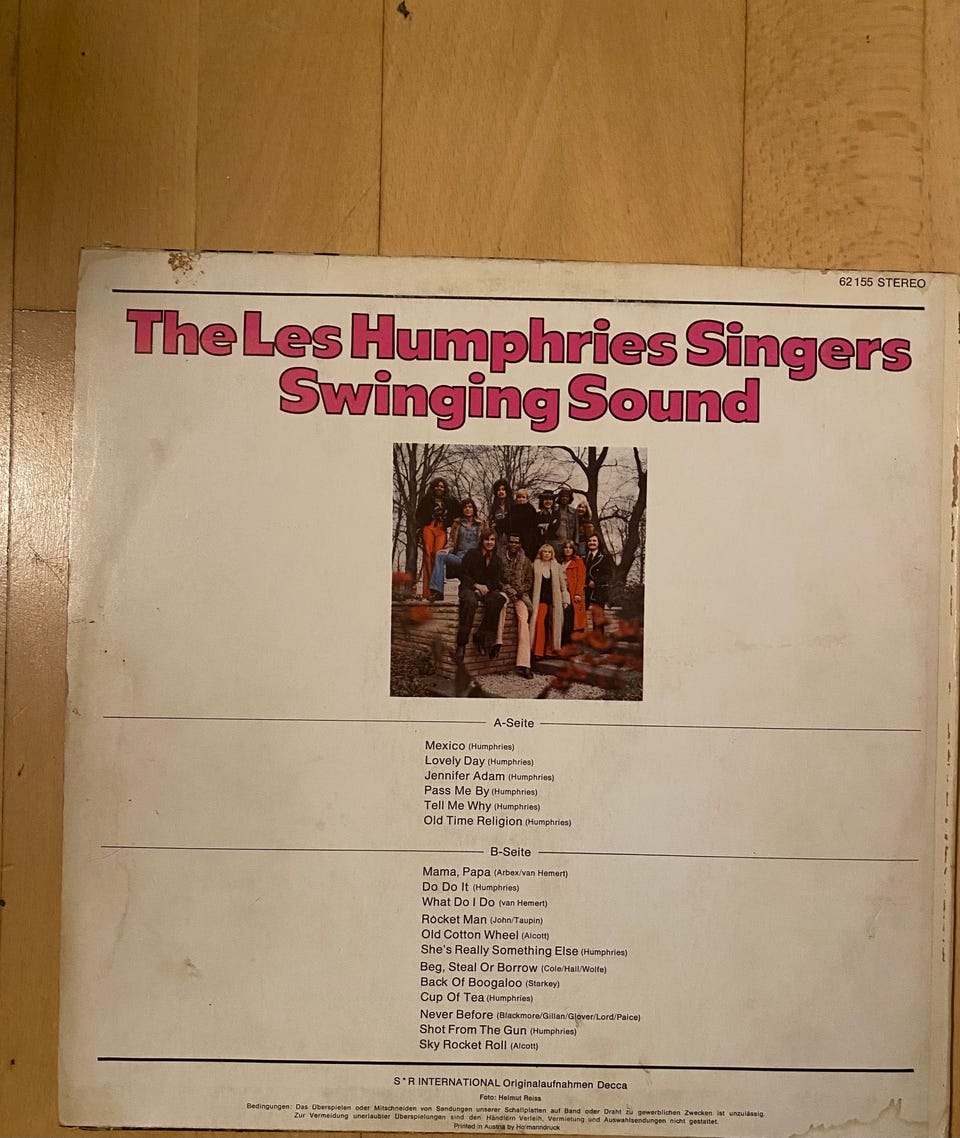 62 155 STEREO
The Les Humphries Singers
Swinging Sound
A-Seite
Mexico (Humphries)
Lovely Day (Humphries)
Jennifer Adam (Humphries)
Pass Me By (Humphries)
Tell Me Why (Humphries)
Old Time Religion (Humphries)
B-Seite
Mama, Papa (Arbex/van Hemert)
Do Do It (Humphries)
What Do I Do (van Hemert)
Rocket Man (John/Taupin)
Old Cotton Wheel (Alcott)
She's Really Something Else (Humphries)
Beg, Steal Or Borrow (Cole/Hall/Wolfe)
Back Of Boogaloo (Starkey)
Cup Of Tea (Humphries)
Never Before (Blackmore/Gillan/Glover/Lord/Paice)
Shot From The Gun (Humphries)
Sky Rocket Roll (Alcott)
S*R INTERNATIONAL Originalaufnahmen Decca
Foto: Helmut Reiss
Bedingungen: Das Überspielen oder Mitschneiden von Sendungen unserer Schallplatten auf Band oder Draht zu gewerblichen Zwecken ist unzulässig.
Zur Vermeidung unerlaubter Überspielungen sind den Händlern Verleih, Vermietung und Auswahlsendungen nicht gestattet.
Printed in Austria by Holmanndruck